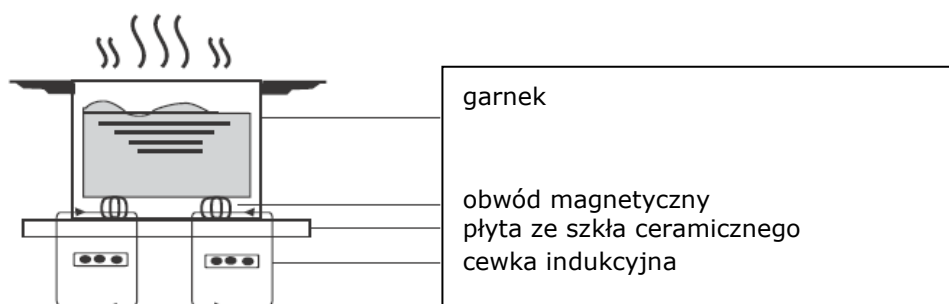 garnek
obwód magnetyczny
płyta ze szkła ceramicznego
cewka indukcyjna